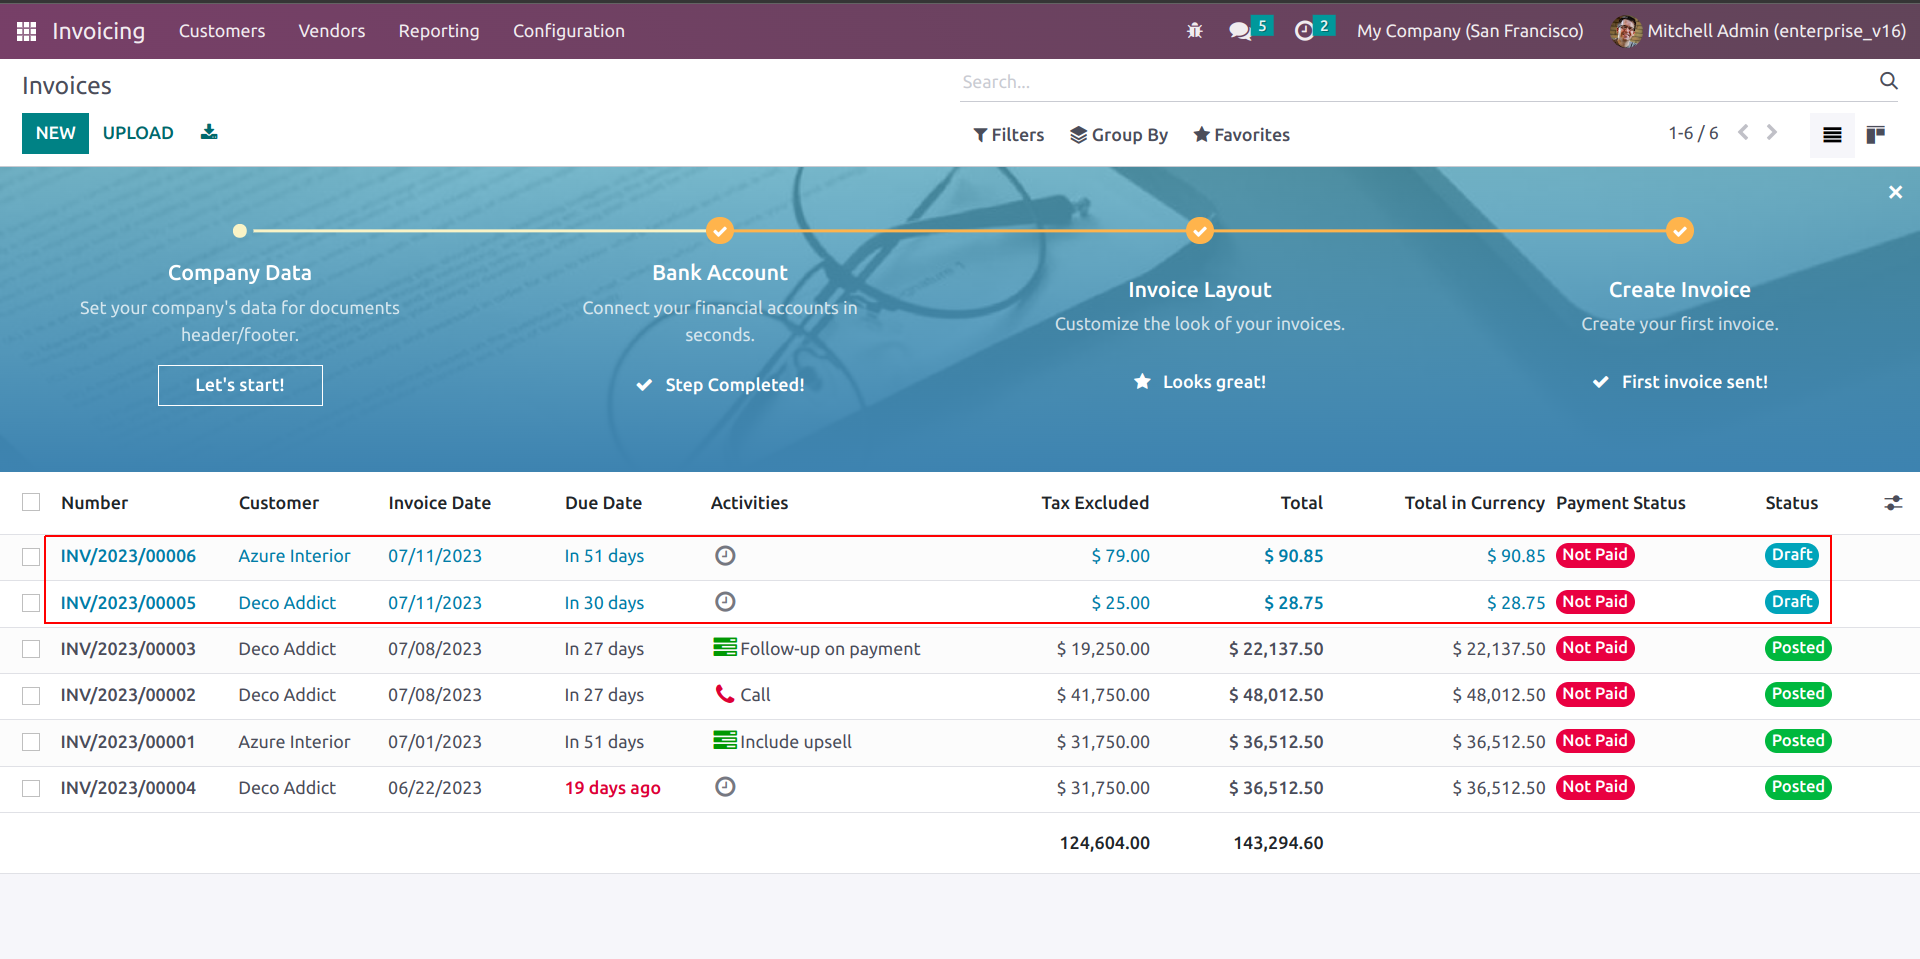 Invoicing Customers Vendors Reporting Configuration 5 2 My Company (San Francisco) Mitchell Admin (enterprise_v16)
Invoices
Search...
NEW UPLOAD
Filters Group By Favorites 1-6 / 6
Company Data
Set your company's data for documents
header/footer.
Let's start!
Bank Account
Connect your financial accounts in
seconds.
Step Completed!
Invoice Layout
Customize the look of your invoices.
Looks great!
Create Invoice
Create your first invoice.
First invoice sent!
Number Customer Invoice Date Due Date Activities Tax Excluded Total Total in Currency Payment Status Status
INV/2023/00006 Azure Interior 07/11/2023 In 51 days $ 79.00 $ 90.85 $ 90.85 Not Paid Draft
INV/2023/00005 Deco Addict 07/11/2023 In 30 days $ 25.00 $ 28.75 $ 28.75 Not Paid Draft
INV/2023/00003 Deco Addict 07/08/2023 In 27 days Follow-up on payment $ 19,250.00 $ 22,137.50 $ 22,137.50 Not Paid Posted
INV/2023/00002 Deco Addict 07/08/2023 In 27 days Call $ 41,750.00 $ 48,012.50 $ 48,012.50 Not Paid Posted
INV/2023/00001 Azure Interior 07/01/2023 In 51 days Include upsell $ 31,750.00 $ 36,512.50 $ 36,512.50 Not Paid Posted
INV/2023/00004 Deco Addict 06/22/2023 19 days ago $ 31,750.00 $ 36,512.50 $ 36,512.50 Not Paid Posted
124,604.00 143,294.60